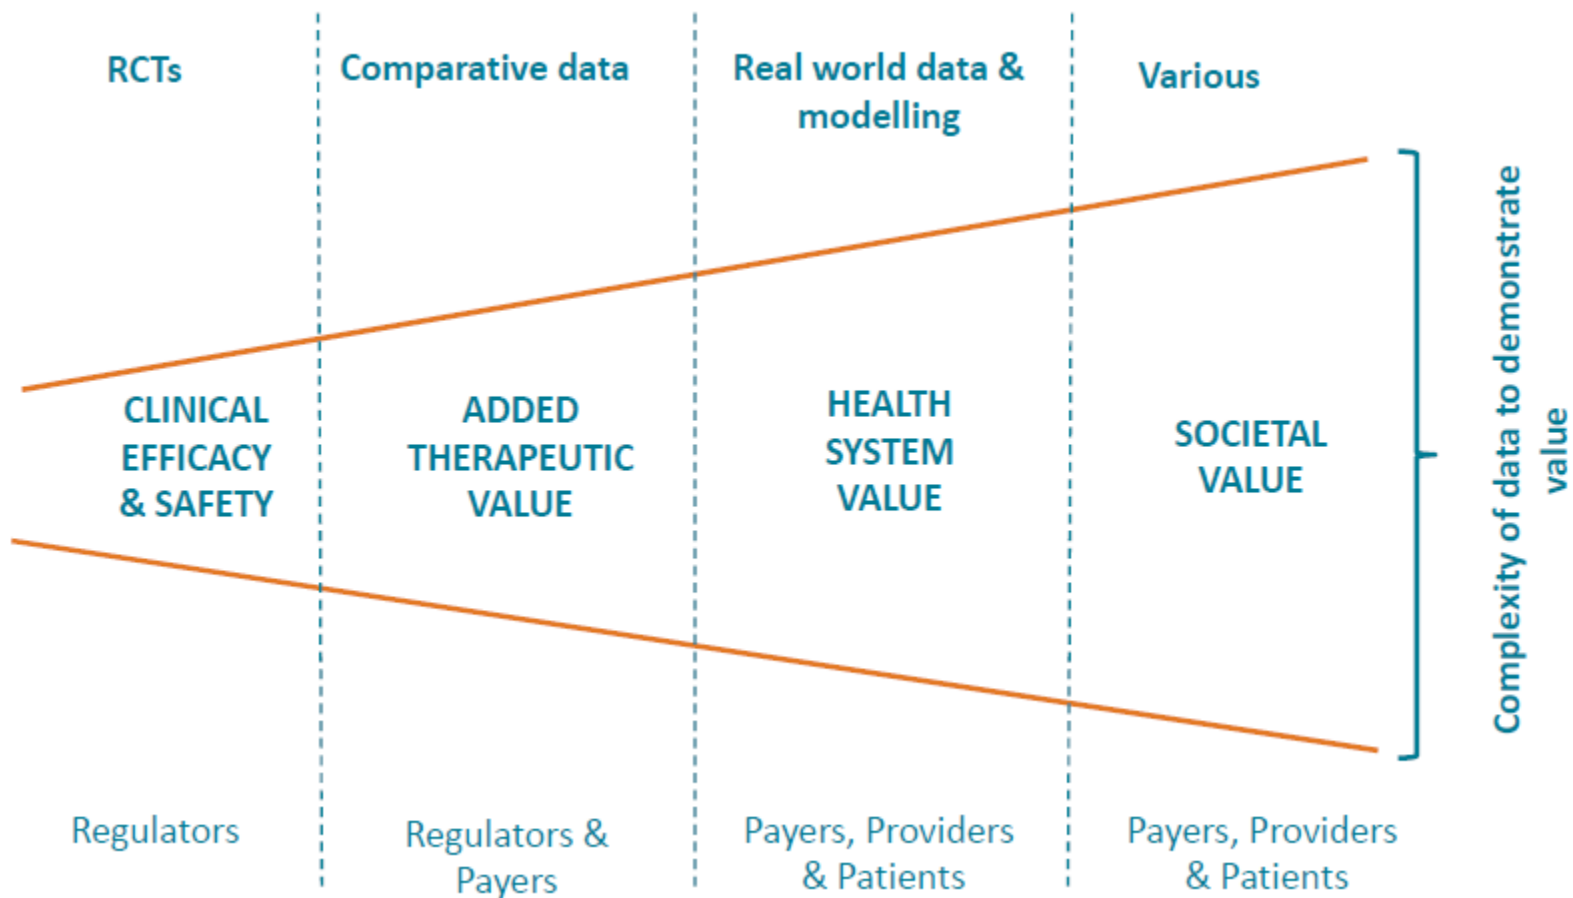 RCTs
Comparative data
Real world data &
modelling
Various
CLINICAL
EFFICACY
& SAFETY
ADDED
THERAPEUTIC
VALUE
HEALTH
SYSTEM
VALUE
SOCIETAL
VALUE
Complexity of data to demonstrate
value
Regulators
Regulators &
Payers
Payers, Providers
& Patients
Payers, Providers
& Patients